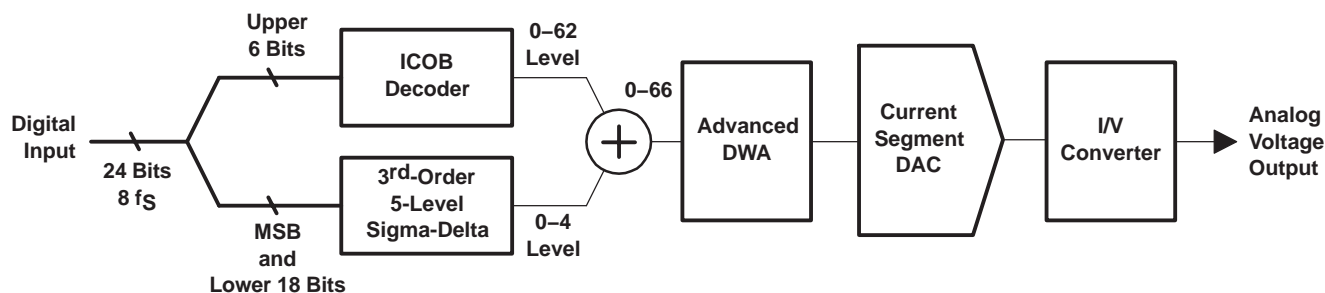 Digital
Input
24 Bits
8 fS
Upper
6 Bits
ICOB
Decoder
0–62
Level
MSB
and
Lower 18 Bits
3rd-Order
5-Level
Sigma-Delta
0–4
Level
+
0–66
Advanced
DWA
Current
Segment
DAC
I/V
Converter
Analog
Voltage
Output